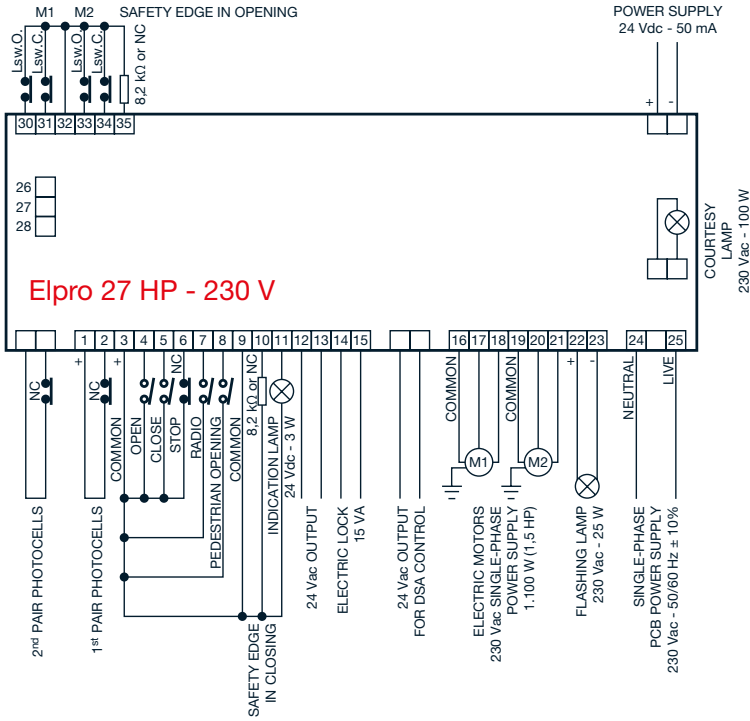 M1 M2 SAFETY EDGE IN OPENING
Lsw.O.
Lsw.C.
Lsw.O.
Lsw.C.
8,2 kΩ or NC
POWER SUPPLY
24 Vdc - 50 mA
+ -
30 31 32 33 34 35
26
27
28
COURTESY
LAMP
230 Vac - 100 W
Elpro 27 HP - 230 V
1 2 3 4 5 6 7 8 9 10 11 12 13 14 15 16 17 18 19 20 21 22 23 24 25
+ + + -
NC
2nd PAIR PHOTOCELLS
NC
1st PAIR PHOTOCELLS
COMMON
OPEN
CLOSE
STOP
NC
RADIO
PEDESTRIAN OPENING
COMMON
8,2 kΩ or NC
SAFETY EDGE
IN CLOSING
INDICATION LAMP
24 Vdc - 3 W
24 Vac OUTPUT
ELECTRIC LOCK
15 VA
24 Vac OUTPUT
FOR DSA CONTROL
COMMON
M1
COMMON
M2
ELECTRIC MOTORS
230 Vac SINGLE-PHASE
POWER SUPPLY
1.100 W (1,5 HP)
FLASHING LAMP
230 Vac - 25 W
NEUTRAL
LIVE
SINGLE-PHASE
PCB POWER SUPPLY
230 Vac - 50/60 Hz ± 10%